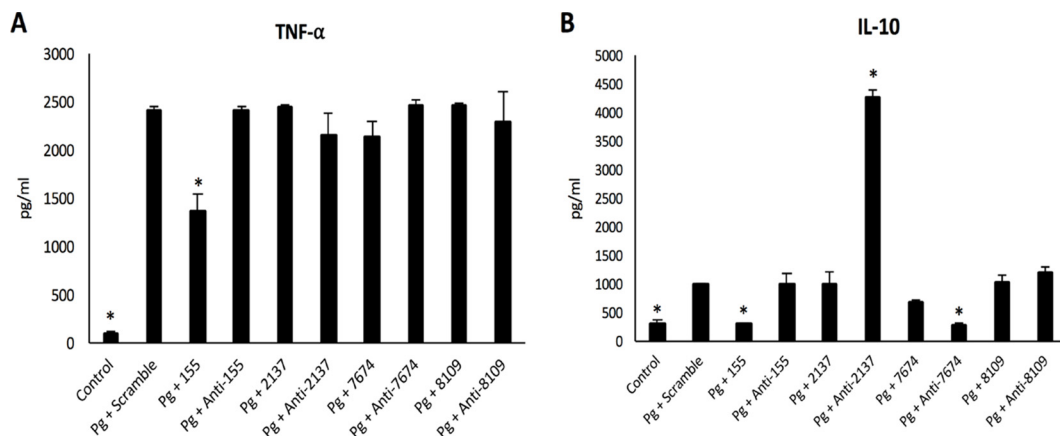 A
TNF-α
3000
2500
2000
1500
1000
500
0
pg/ml
*
*
Control
Pg + Scramble
Pg + 155
Pg + Anti-155
Pg + 2137
Pg + Anti-2137
Pg + 7674
Pg + Anti-7674
Pg + 8109
Pg + Anti-8109
B
IL-10
5000
4500
4000
3500
3000
2500
2000
1500
1000
500
0
pg/ml
*
*
*
*
Control
Pg + Scramble
Pg + 155
Pg + Anti-155
Pg + 2137
Pg + Anti-2137
Pg + 7674
Pg + Anti-7674
Pg + 8109
Pg + Anti-8109